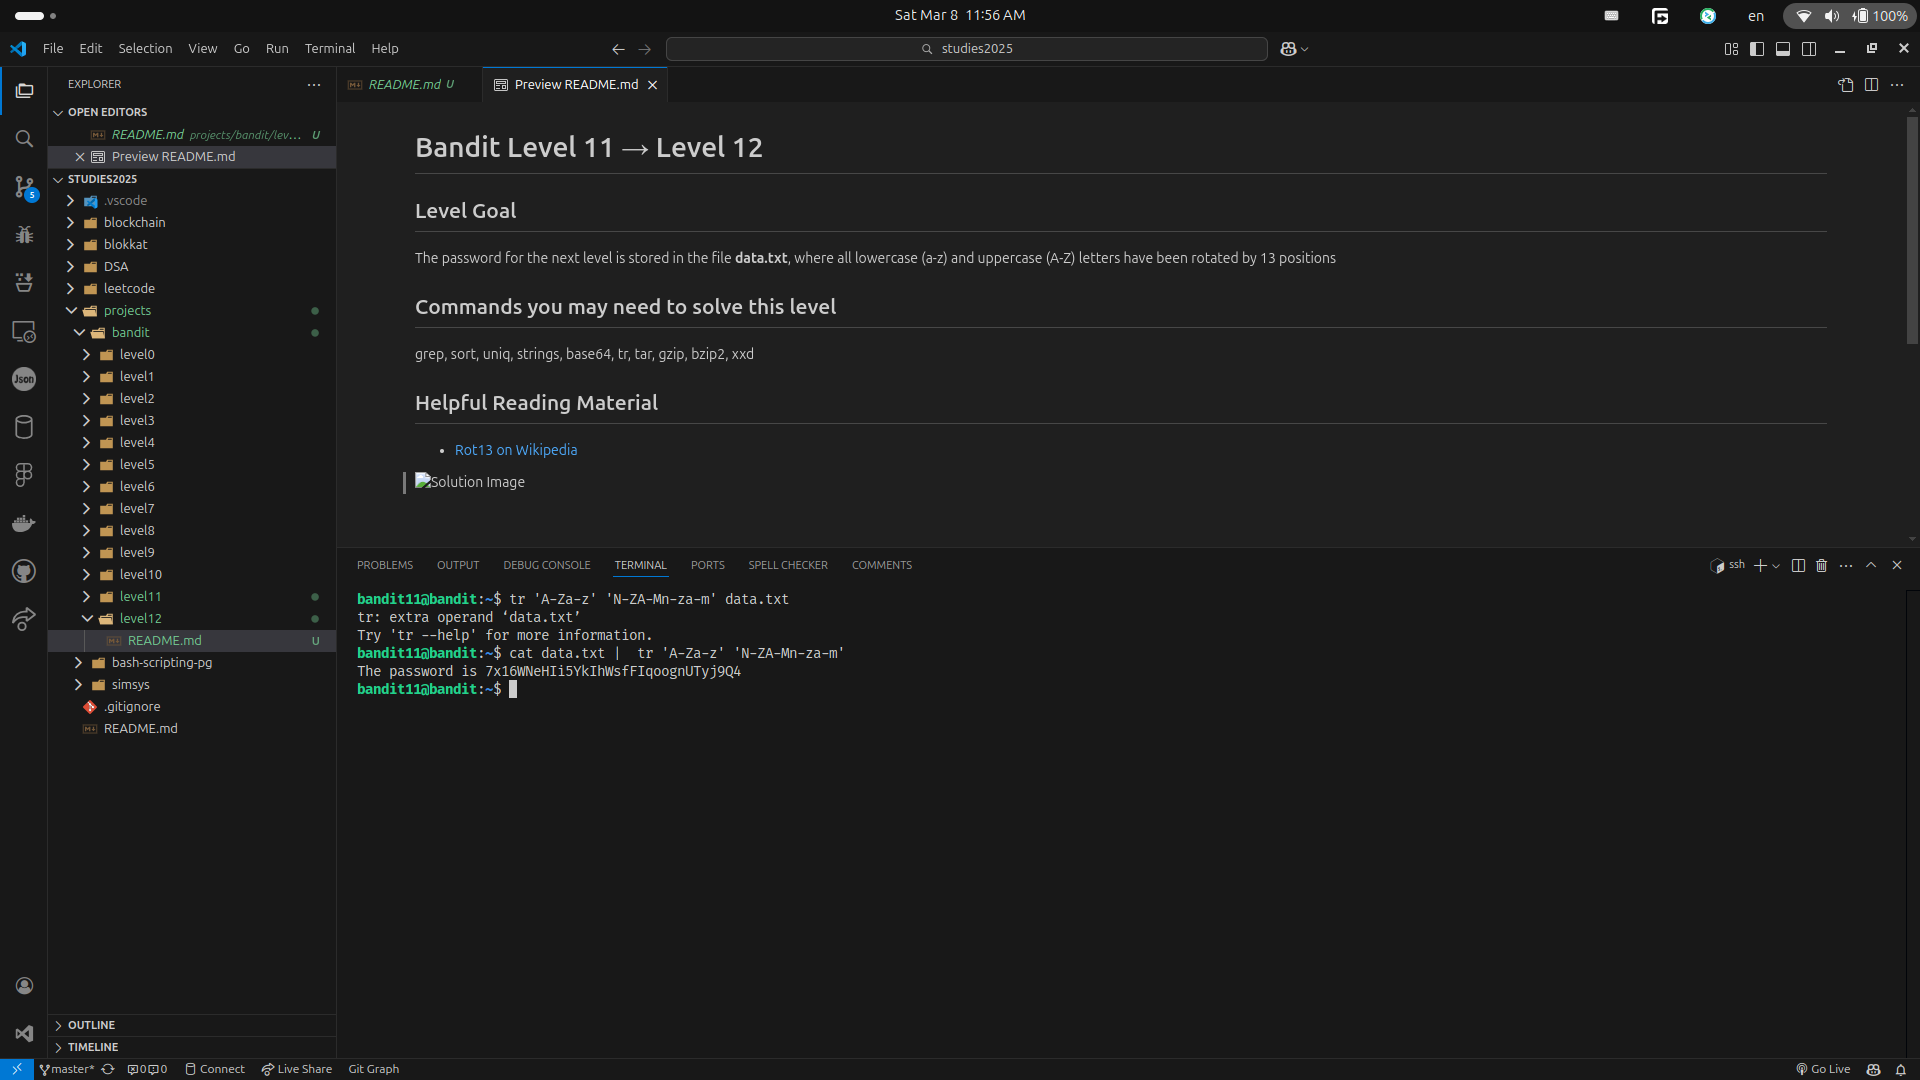 Sat Mar 8 11:56 AM
en
100%
File Edit Selection View Go Run Terminal Help
studies2025
EXPLORER
OPEN EDITORS
README.md projects/bandit/lev... U
Preview README.md
STUDIES2025
.vscode
blockchain
blokkat
DSA
leetcode
projects
bandit
level0
level1
level2
level3
level4
level5
level6
level7
level8
level9
level10
level11
level12
README.md U
bash-scripting-pg
simsys
.gitignore
README.md
OUTLINE
TIMELINE
5
Json
README.md U
Preview README.md
Bandit Level 11 → Level 12
Level Goal
The password for the next level is stored in the file data.txt, where all lowercase (a-z) and uppercase (A-Z) letters have been rotated by 13 positions
Commands you may need to solve this level
grep, sort, uniq, strings, base64, tr, tar, gzip, bzip2, xxd
Helpful Reading Material
• Rot13 on Wikipedia
Solution Image
PROBLEMS OUTPUT DEBUG CONSOLE TERMINAL PORTS SPELL CHECKER COMMENTS
ssh
bandit11@bandit:~$ tr 'A-Za-z' 'N-ZA-Mn-za-m' data.txt
tr: extra operand ‘data.txt’
Try 'tr --help' for more information.
bandit11@bandit:~$ cat data.txt |  tr 'A-Za-z' 'N-ZA-Mn-za-m'
The password is 7x16WNeHIi5YkIhWsfFIqoognUTyj9Q4
bandit11@bandit:~$
master* 0 0 Connect Live Share Git Graph
Go Live